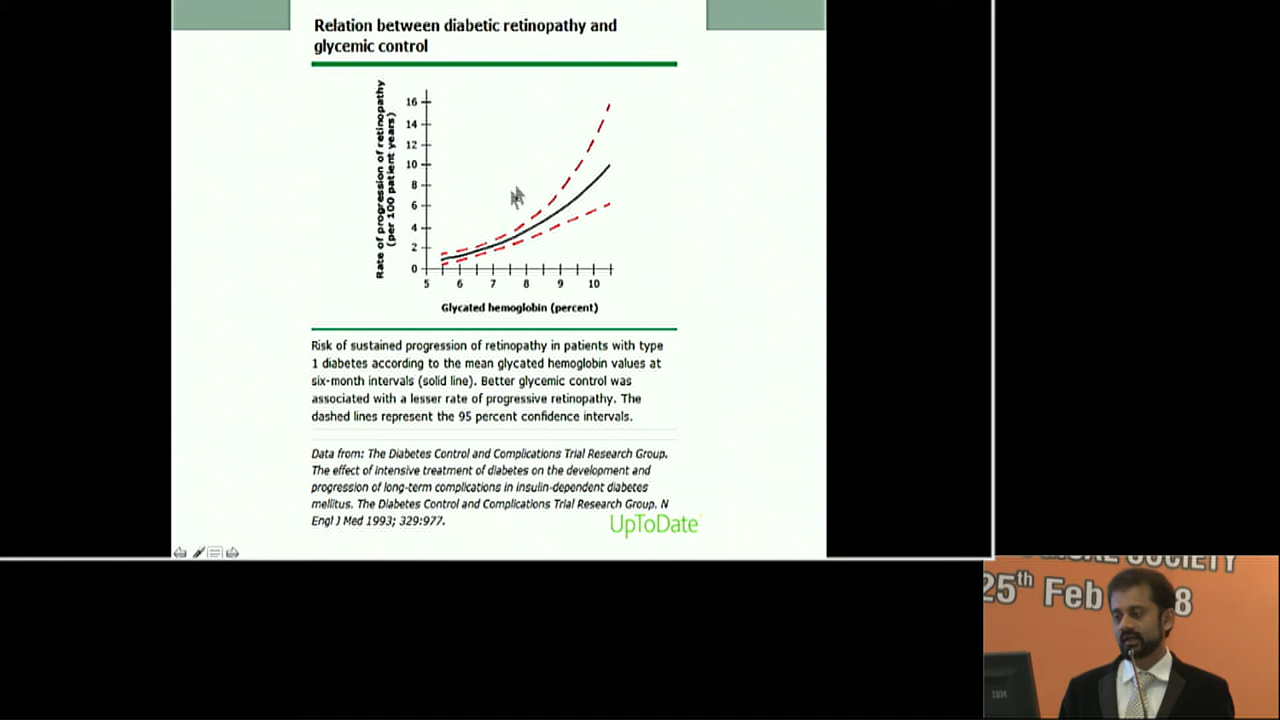 Relation between diabetic retinopathy and
glycemic control
Rate of progression of retinopathy
(per 100 patient years)
16
14
12
10
8
6
4
2
0
5 6 7 8 9 10
Glycated hemoglobin (percent)
Risk of sustained progression of retinopathy in patients with type
1 diabetes according to the mean glycated hemoglobin values at
six-month intervals (solid line). Better glycemic control was
associated with a lesser rate of progressive retinopathy. The
dashed lines represent the 95 percent confidence intervals.
Data from: The Diabetes Control and Complications Trial Research Group.
The effect of intensive treatment of diabetes on the development and
progression of long-term complications in insulin-dependent diabetes
mellitus. The Diabetes Control and Complications Trial Research Group. N
Engl J Med 1993; 329:977.
UpToDate
SOCIETY
25th Feb 8
IBM